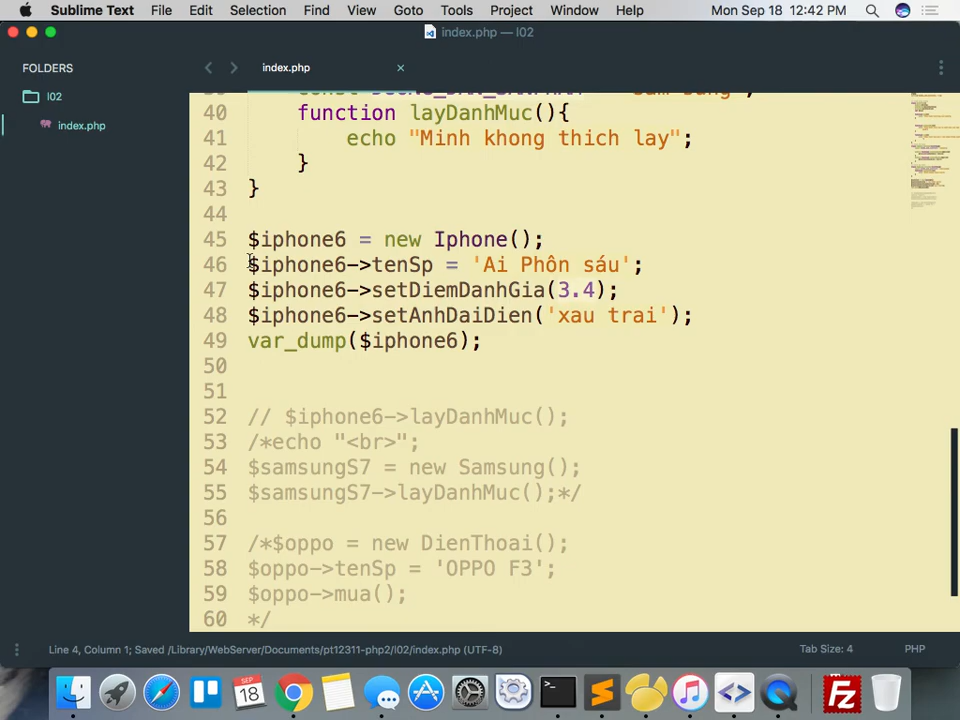 Sublime Text File Edit Selection Find View Goto Tools Project Window Help Mon Sep 18 12:42 PM
index.php — l02
FOLDERS
l02
index.php
index.php
40 function layDanhMuc(){
41 echo "Minh khong thich lay";
42 }
43 }
44
45 $iphone6 = new Iphone();
46 $iphone6->tenSp = 'Ai Phôn sáu';
47 $iphone6->setDiemDanhGia(3.4);
48 $iphone6->setAnhDaiDien('xau trai');
49 var_dump($iphone6);
50
51
52 // $iphone6->layDanhMuc();
53 /*echo "<br>";
54 $samsungS7 = new Samsung();
55 $samsungS7->layDanhMuc();*/
56
57 /*$oppo = new DienThoai();
58 $oppo->tenSp = 'OPPO F3';
59 $oppo->mua();
60 */
Line 4, Column 1; Saved /Library/WebServer/Documents/pt12311-php2/l02/index.php (UTF-8) Tab Size: 4 PHP
SEP
18
Fz